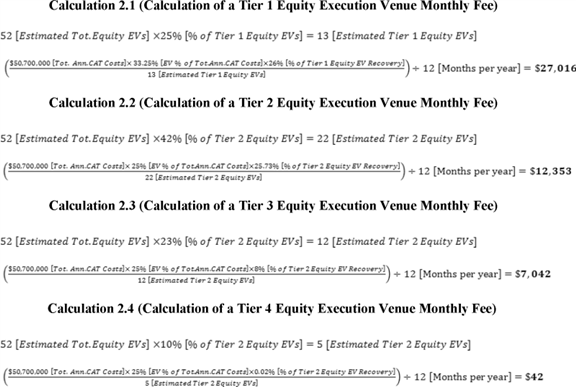 Calculation 2.1 (Calculation of a Tier 1 Equity Execution Venue Monthly Fee)
52 [Estimated Tot.Equity EVs] ×25% [% of Tier 1 Equity EVs] = 13 [Estimated Tier 1 Equity EVs]
($50,700,000 [Tot. Ann.CAT Costs]× 33.25% [EV % of TotAnn.CAT Costs]×26% [% of Tier 1 Equity EV Recovery] / 13 [Estimated Tier 1 Equity EVs]) ÷ 12 [Months per year] = $27,016
Calculation 2.2 (Calculation of a Tier 2 Equity Execution Venue Monthly Fee)
52 [Estimated Tot.Equity EVs] ×42% [% of Tier 2 Equity EVs] = 22 [Estimated Tier 2 Equity EVs]
($50,700,000 [Tot. Ann.CAT Costs]× 25% [EV % of TotAnn.CAT Costs]×25.73% [% of Tier 2 Equity EV Recovery] / 22 [Estimated Tier 2 Equity EVs]) ÷ 12 [Months per year] = $12,353
Calculation 2.3 (Calculation of a Tier 3 Equity Execution Venue Monthly Fee)
52 [Estimated Tot.Equity EVs] ×23% [% of Tier 2 Equity EVs] = 12 [Estimated Tier 2 Equity EVs]
($50,700,000 [Tot. Ann.CAT Costs]× 25% [EV % of TotAnn.CAT Costs]×8% [% of Tier 2 Equity EV Recovery] / 12 [Estimated Tier 2 Equity EVs]) ÷ 12 [Months per year] = $7,042
Calculation 2.4 (Calculation of a Tier 4 Equity Execution Venue Monthly Fee)
52 [Estimated Tot.Equity EVs] ×10% [% of Tier 2 Equity EVs] = 5 [Estimated Tier 2 Equity EVs]
($50,700,000 [Tot. Ann.CAT Costs]× 25% [EV % of TotAnn.CAT Costs]×0.02% [% of Tier 2 Equity EV Recovery] / 5 [Estimated Tier 2 Equity EVs]) ÷ 12 [Months per year] = $42